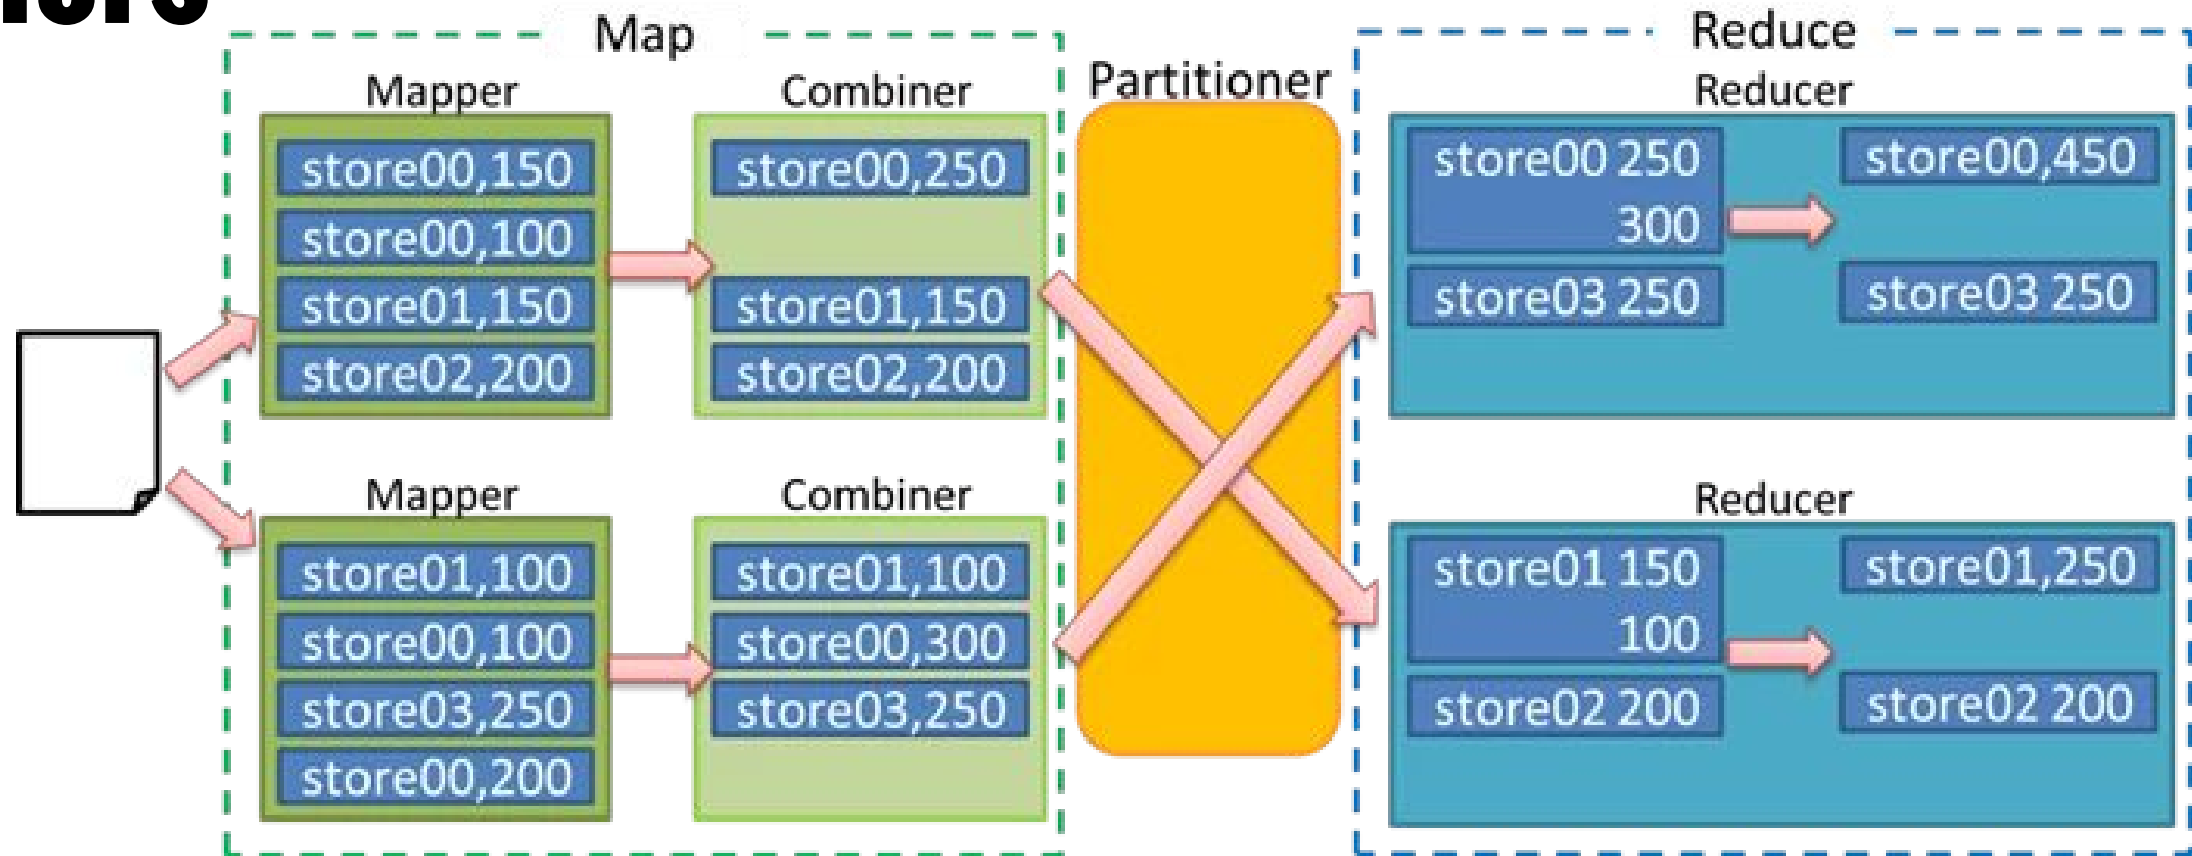 Map
Mapper
store00,150
store00,100
store01,150
store02,200
Combiner
store00,250
store01,150
store02,200
Mapper
store01,100
store00,100
store03,250
store00,200
Combiner
store01,100
store00,300
store03,250
Partitioner
Reduce
Reducer
store00 250
300
store03 250
store00,450
store03 250
Reducer
store01 150
100
store02 200
store01,250
store02 200